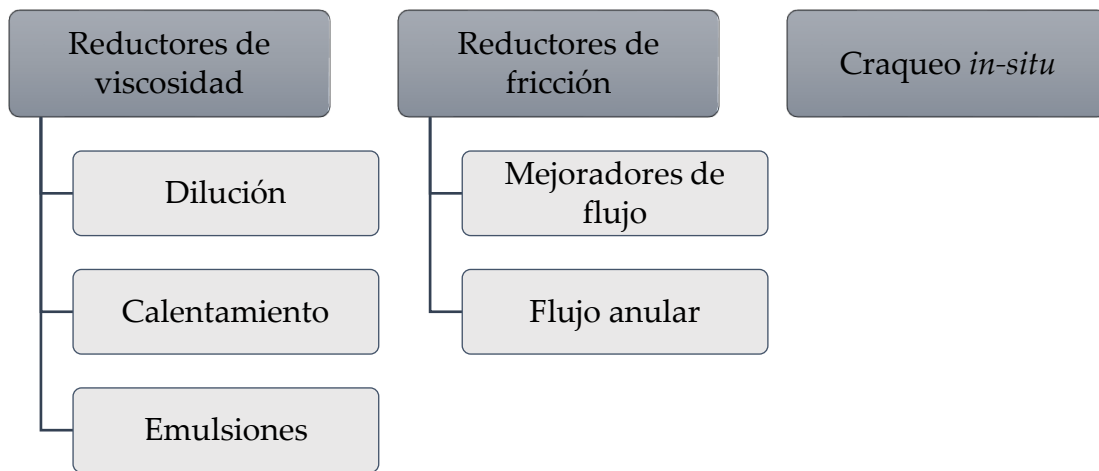 Reductores de
viscosidad
Dilución
Calentamiento
Emulsiones
Reductores de
fricción
Mejoradores de
flujo
Flujo anular
Craqueo in-situ